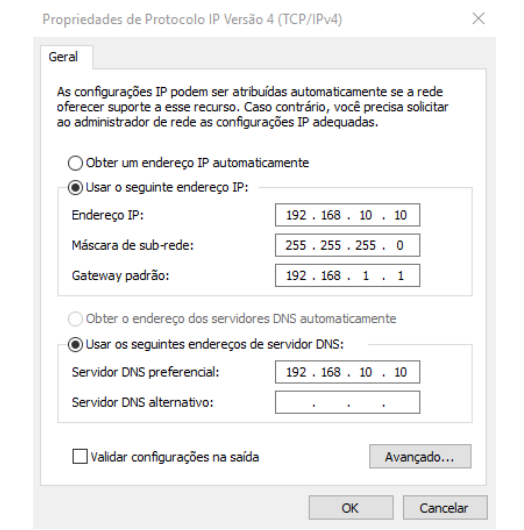 Propriedades de Protocolo IP Versão 4 (TCP/IPv4)
Geral
As configurações IP podem ser atribuídas automaticamente se a rede
oferecer suporte a esse recurso. Caso contrário, você precisa solicitar
ao administrador de rede as configurações IP adequadas.
Obter um endereço IP automaticamente
Usar o seguinte endereço IP:
Endereço IP: 192 . 168 . 10 . 10
Máscara de sub-rede: 255 . 255 . 255 . 0
Gateway padrão: 192 . 168 . 1 . 1
Obter o endereço dos servidores DNS automaticamente
Usar os seguintes endereços de servidor DNS:
Servidor DNS preferencial: 192 . 168 . 10 . 10
Servidor DNS alternativo: . . .
Validar configurações na saída Avançado...
OK Cancelar